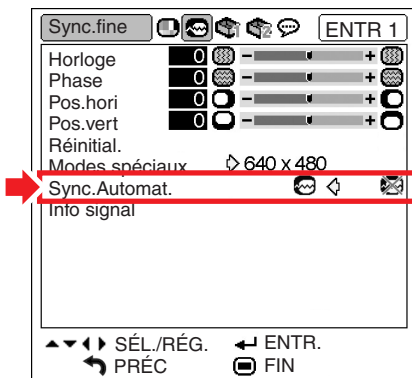 Sync.fine ENTR 1
Horloge 0 - +
Phase 0 - +
Pos.hori 0 - +
Pos.vert 0 - +
Réinitial.
Modes spéciaux 640 x 480
Sync.Automat.
Info signal
SÉL./RÉG. ENTR.
PRÉC FIN